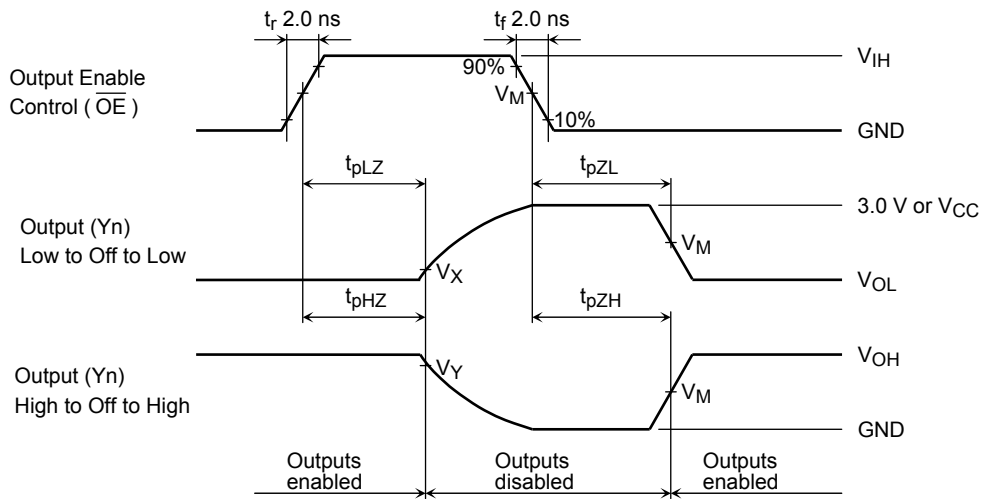 tr 2.0 ns
tf 2.0 ns
Output Enable
Control ( OE )
90%
VM
10%
VIH
GND
tpLZ
tpZL
Output (Yn)
Low to Off to Low
3.0 V or VCC
VM
VX
VOL
tpHZ
tpZH
Output (Yn)
High to Off to High
VY
VOH
VM
GND
Outputs
enabled
Outputs
disabled
Outputs
enabled